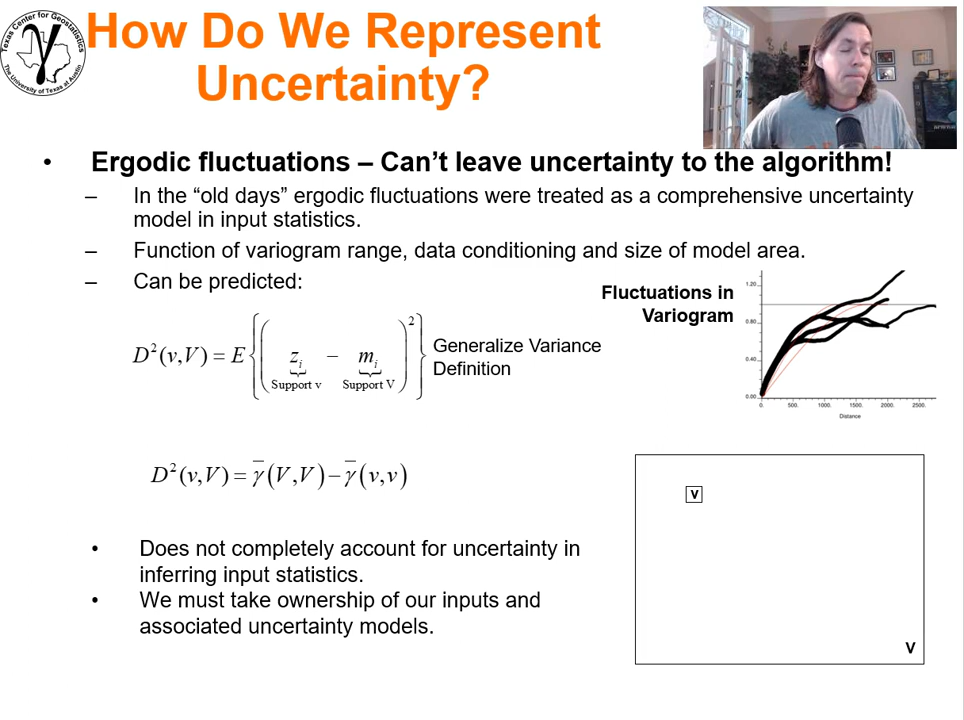 Texas Center for Geostatistics
The University of Texas at Austin
γ
How Do We Represent
Uncertainty?
• Ergodic fluctuations – Can’t leave uncertainty to the algorithm!
– In the “old days” ergodic fluctuations were treated as a comprehensive uncertainty
model in input statistics.
– Function of variogram range, data conditioning and size of model area.
– Can be predicted:
Fluctuations in
Variogram
1.20
0.80
0.40
0.00
0. 500. 1000. 1500. 2000. 2500.
Distance
D²(v,V) = E{( zᵢ − mᵢ )²}
Support v Support V
Generalize Variance
Definition
D²(v,V) = γ̅(V,V) − γ̅(v,v)
v
V
• Does not completely account for uncertainty in
inferring input statistics.
• We must take ownership of our inputs and
associated uncertainty models.